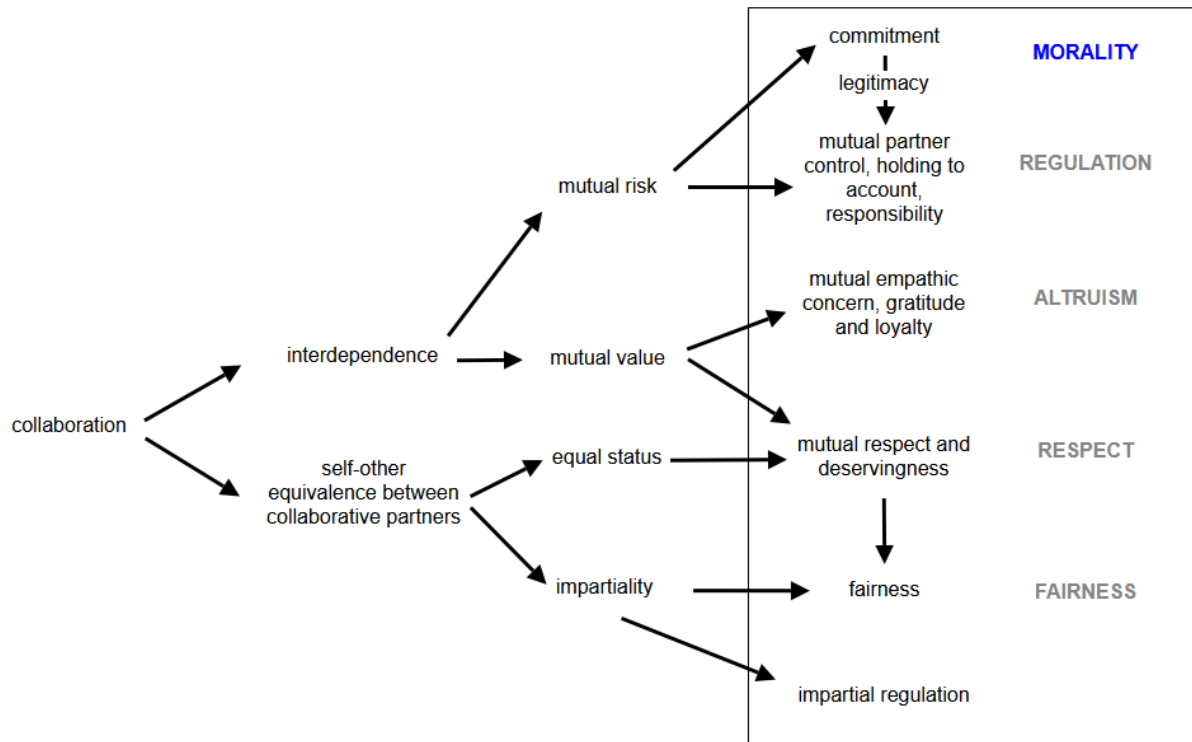 commitment
MORALITY
legitimacy
mutual partner
control, holding to
account,
responsibility
REGULATION
mutual risk
mutual empathic
concern, gratitude
and loyalty
ALTRUISM
interdependence
mutual value
collaboration
self-other
equivalence between
collaborative partners
equal status
mutual respect and
deservingness
RESPECT
impartiality
fairness
FAIRNESS
impartial regulation